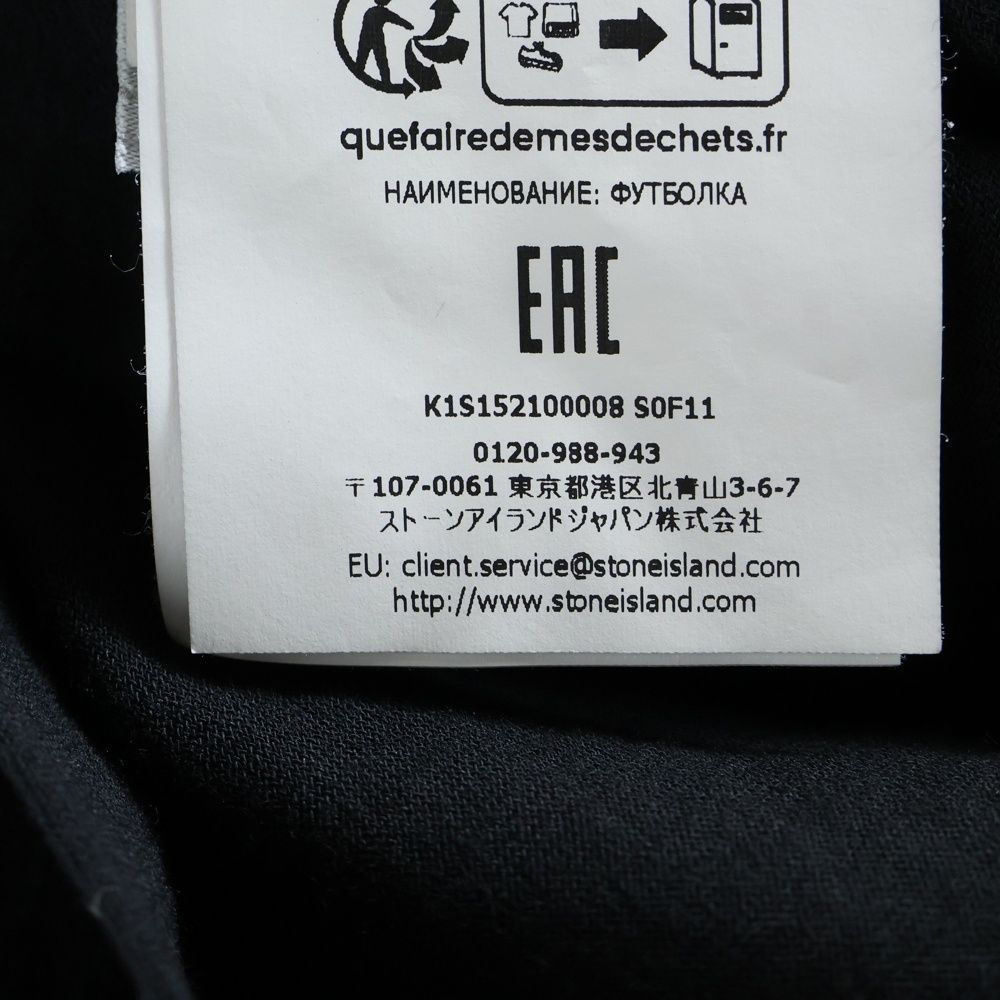 quefairedemesdechets.fr
НАИМЕНОВАНИЕ: ФУТБОЛКА
EAC
K1S152100008 S0F11
0120-988-943
〒107-0061 東京都港区北青山3-6-7
ストーンアイランドジャパン株式会社
EU: client.service@stoneisland.com
http://www.stoneisland.com